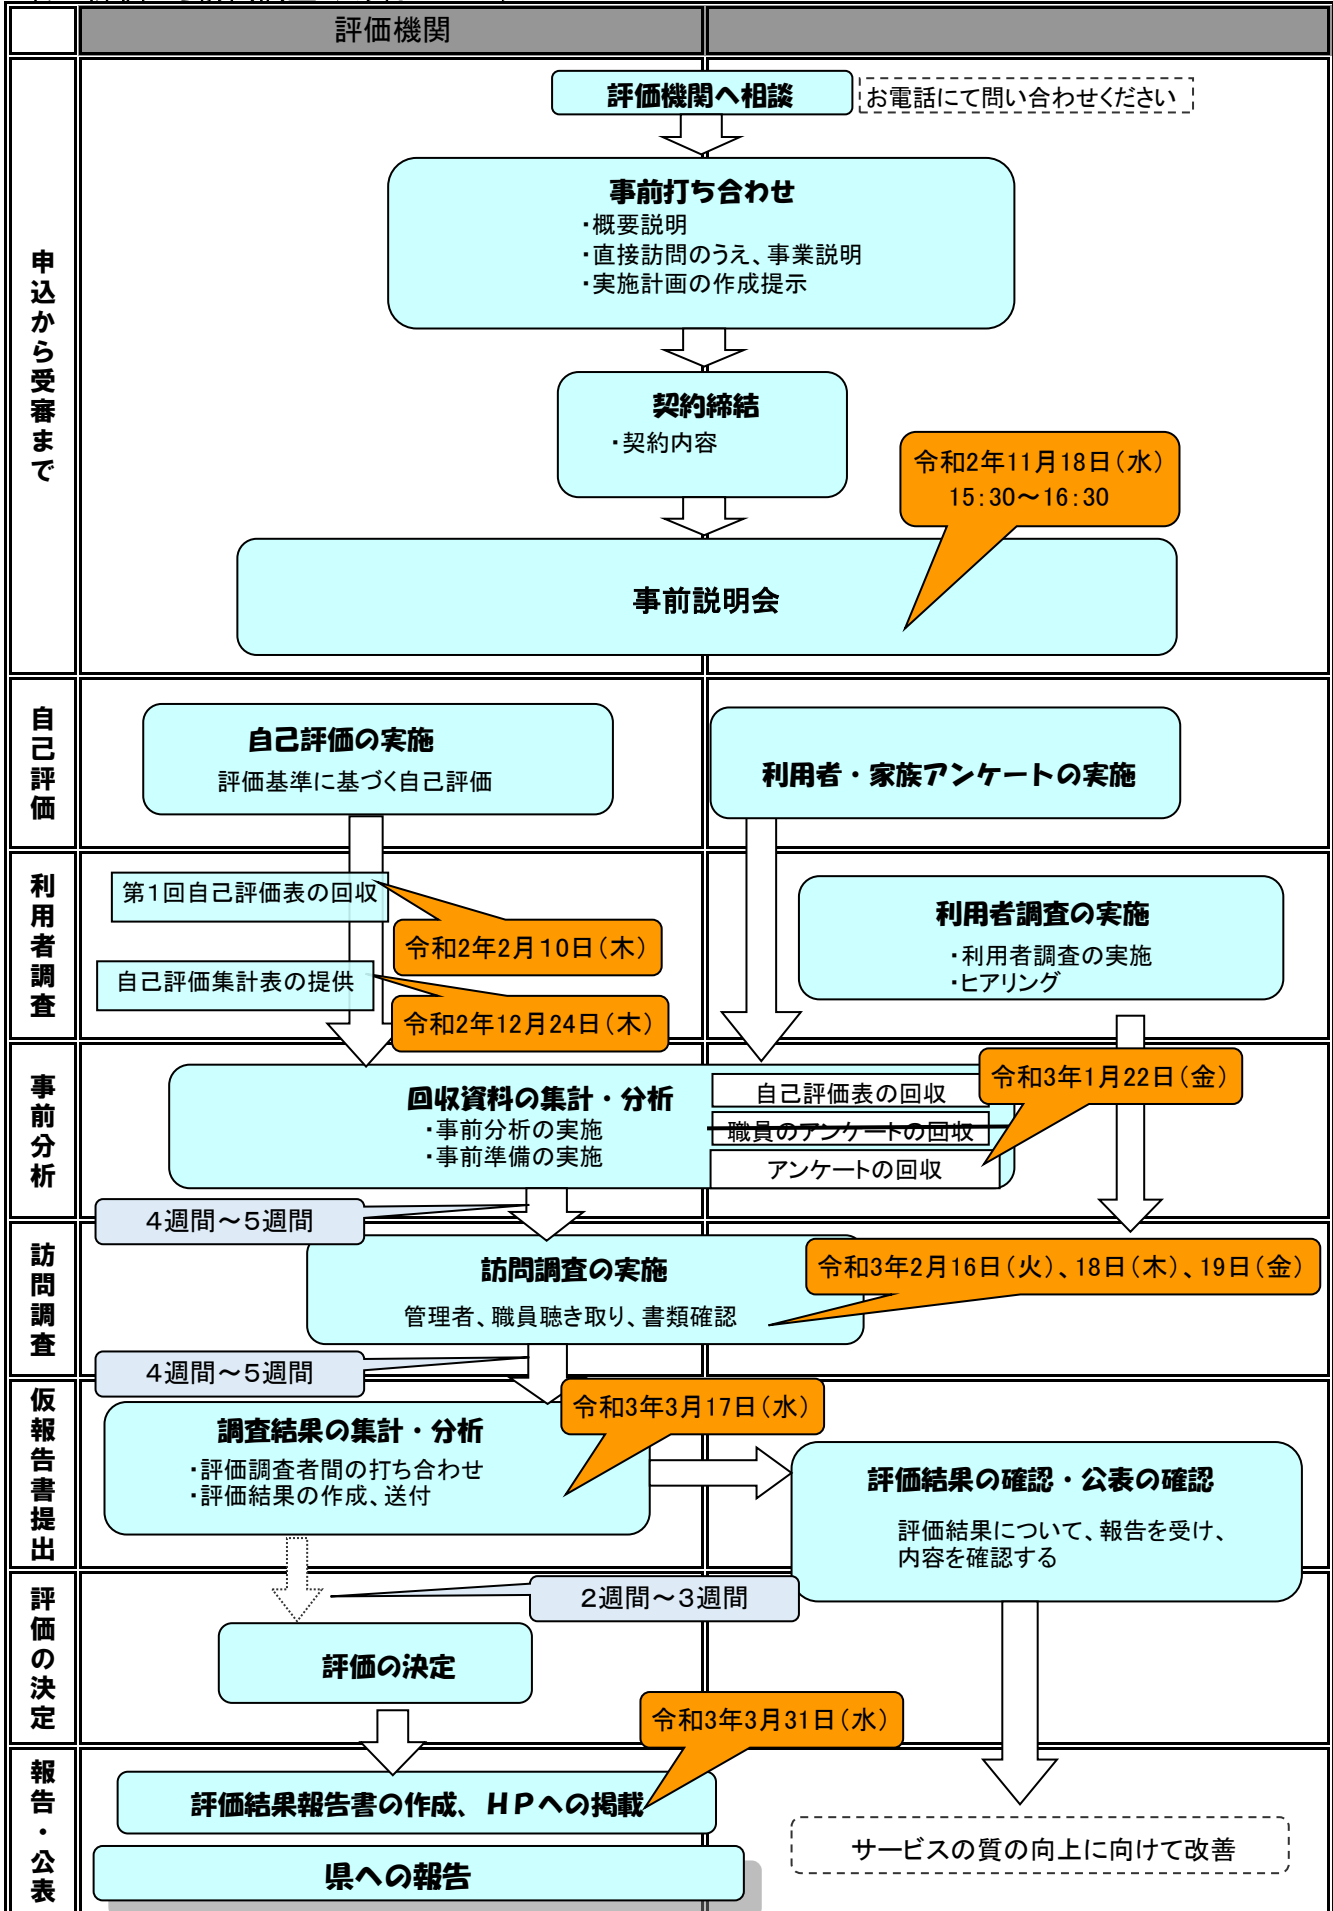 評価機関
申込から受審まで
評価機関へ相談
お電話にて問い合わせください
事前打ち合わせ
・概要説明
・直接訪問のうえ、事業説明
・実施計画の作成提示
契約締結
・契約内容
令和2年11月18日(水)
15:30～16:30
事前説明会
自己評価
自己評価の実施
評価基準に基づく自己評価
利用者・家族アンケートの実施
利用者調査
第1回自己評価表の回収
令和2年2月10日(木)
自己評価集計表の提供
令和2年12月24日(木)
利用者調査の実施
・利用者調査の実施
・ヒアリング
事前分析
回収資料の集計・分析
・事前分析の実施
・事前準備の実施
自己評価表の回収
職員のアンケートの回収
アンケートの回収
令和3年1月22日(金)
4週間～5週間
訪問調査
訪問調査の実施
管理者、職員聴き取り、書類確認
令和3年2月16日(火)、18日(木)、19日(金)
4週間～5週間
仮報告書提出
調査結果の集計・分析
・評価調査者間の打ち合わせ
・評価結果の作成、送付
令和3年3月17日(水)
評価結果の確認・公表の確認
評価結果について、報告を受け、
内容を確認する
評価の決定
2週間～3週間
評価の決定
令和3年3月31日(水)
報告・公表
評価結果報告書の作成、HPへの掲載
県への報告
サービスの質の向上に向けて改善